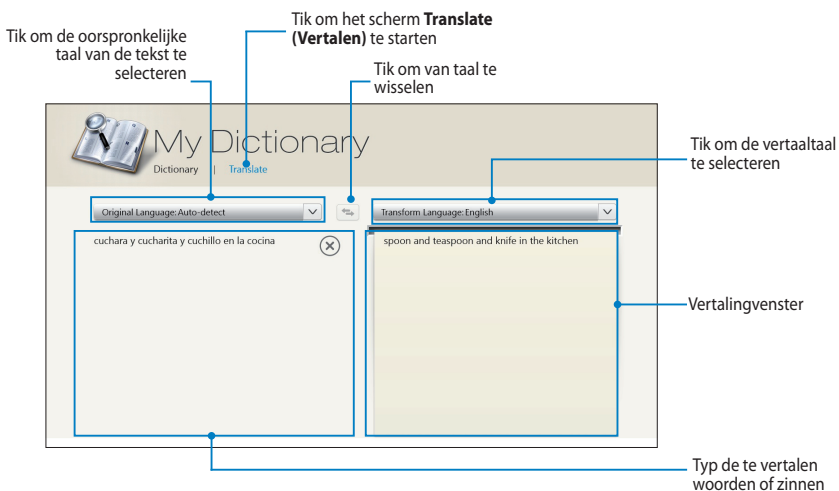 Tik om het scherm Translate
(Vertalen) te starten
Tik om de oorspronkelijke
taal van de tekst te
selecteren
Tik om van taal te
wisselen
My Dictionary
Dictionary | Translate
Tik om de vertaaltaal
te selecteren
Original Language: Auto-detect
Transform Language: English
cuchara y cucharita y cuchillo en la cocina
spoon and teaspoon and knife in the kitchen
Vertalingvenster
Typ de te vertalen
woorden of zinnen